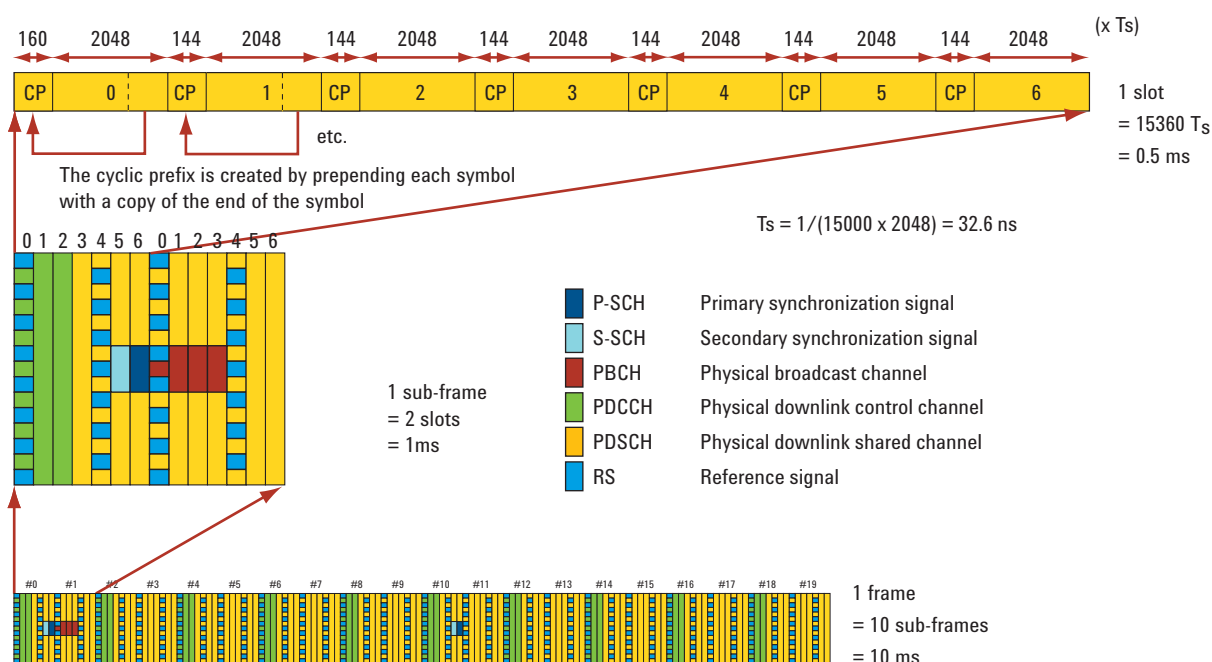 160 2048 144 2048 144 2048 144 2048 144 2048 144 2048 144 2048 (x Ts)
CP 0 CP 1 CP 2 CP 3 CP 4 CP 5 CP 6
1 slot
= 15360 TS
= 0.5 ms
etc.
The cyclic prefix is created by prepending each symbol
with a copy of the end of the symbol
Ts = 1/(15000 x 2048) = 32.6 ns
0 1 2 3 4 5 6 0 1 2 3 4 5 6
P-SCH Primary synchronization signal
S-SCH Secondary synchronization signal
PBCH Physical broadcast channel
PDCCH Physical downlink control channel
PDSCH Physical downlink shared channel
RS Reference signal
1 sub-frame
= 2 slots
= 1ms
#0 #1 #2 #3 #4 #5 #6 #7 #8 #9 #10 #11 #12 #13 #14 #15 #16 #17 #18 #19
1 frame
= 10 sub-frames
= 10 ms